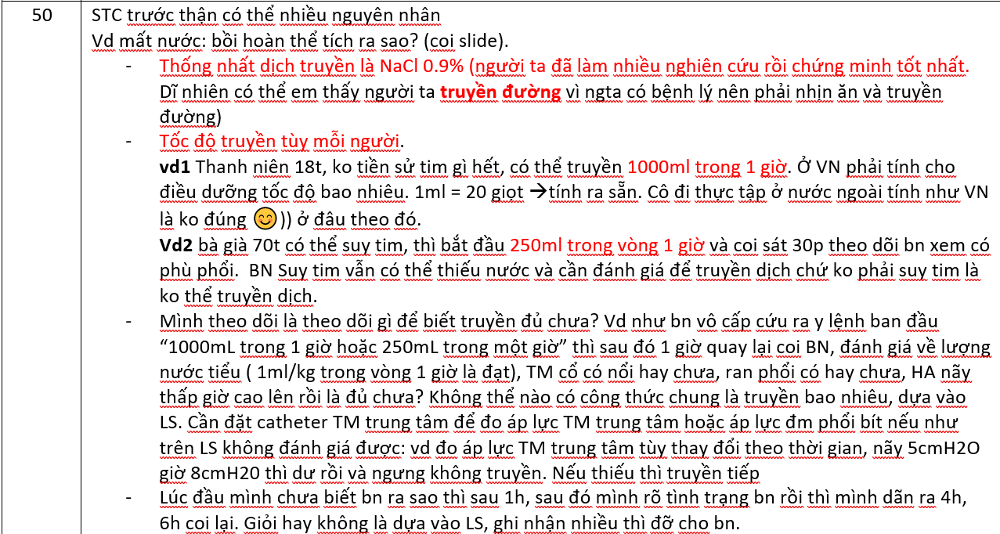 50
STC trước thận có thể nhiều nguyên nhân
Vd mất nước: bồi hoàn thể tích ra sao? (coi slide).
- Thống nhất dịch truyền là NaCl 0.9% (người ta đã làm nhiều nghiên cứu rồi chứng minh tốt nhất.
Dĩ nhiên có thể em thấy người ta truyền đường vì ngta có bệnh lý nên phải nhịn ăn và truyền
đường)
- Tốc độ truyền tùy mỗi người.
vd1 Thanh niên 18t, ko tiền sử tim gì hết, có thể truyền 1000ml trong 1 giờ. Ở VN phải tính cho
điều dưỡng tốc độ bao nhiêu. 1ml = 20 giọt →tính ra sẵn. Cô đi thực tập ở nước ngoài tính như VN
là ko đúng 😊)) ở đâu theo đó.
Vd2 bà già 70t có thể suy tim, thì bắt đầu 250ml trong vòng 1 giờ và coi sát 30p theo dõi bn xem có
phù phổi. BN Suy tim vẫn có thể thiếu nước và cần đánh giá để truyền dịch chứ ko phải suy tim là
ko thể truyền dịch.
- Mình theo dõi là theo dõi gì để biết truyền đủ chưa? Vd như bn vô cấp cứu ra y lệnh ban đầu
“1000mL trong 1 giờ hoặc 250mL trong một giờ” thì sau đó 1 giờ quay lại coi BN, đánh giá về lượng
nước tiểu ( 1ml/kg trong vòng 1 giờ là đạt), TM cổ có nổi hay chưa, ran phổi có hay chưa, HA nãy
thấp giờ cao lên rồi là đủ chưa? Không thể nào có công thức chung là truyền bao nhiêu, dựa vào
LS. Cần đặt catheter TM trung tâm để đo áp lực TM trung tâm hoặc áp lực đm phổi bít nếu như
trên LS không đánh giá được: vd đo áp lực TM trung tâm tùy thay đổi theo thời gian, nãy 5cmH2O
giờ 8cmH20 thì dư rồi và ngưng không truyền. Nếu thiếu thì truyền tiếp
- Lúc đầu mình chưa biết bn ra sao thì sau 1h, sau đó mình rõ tình trạng bn rồi thì mình dãn ra 4h,
6h coi lại. Giỏi hay không là dựa vào LS, ghi nhận nhiều thì đỡ cho bn.